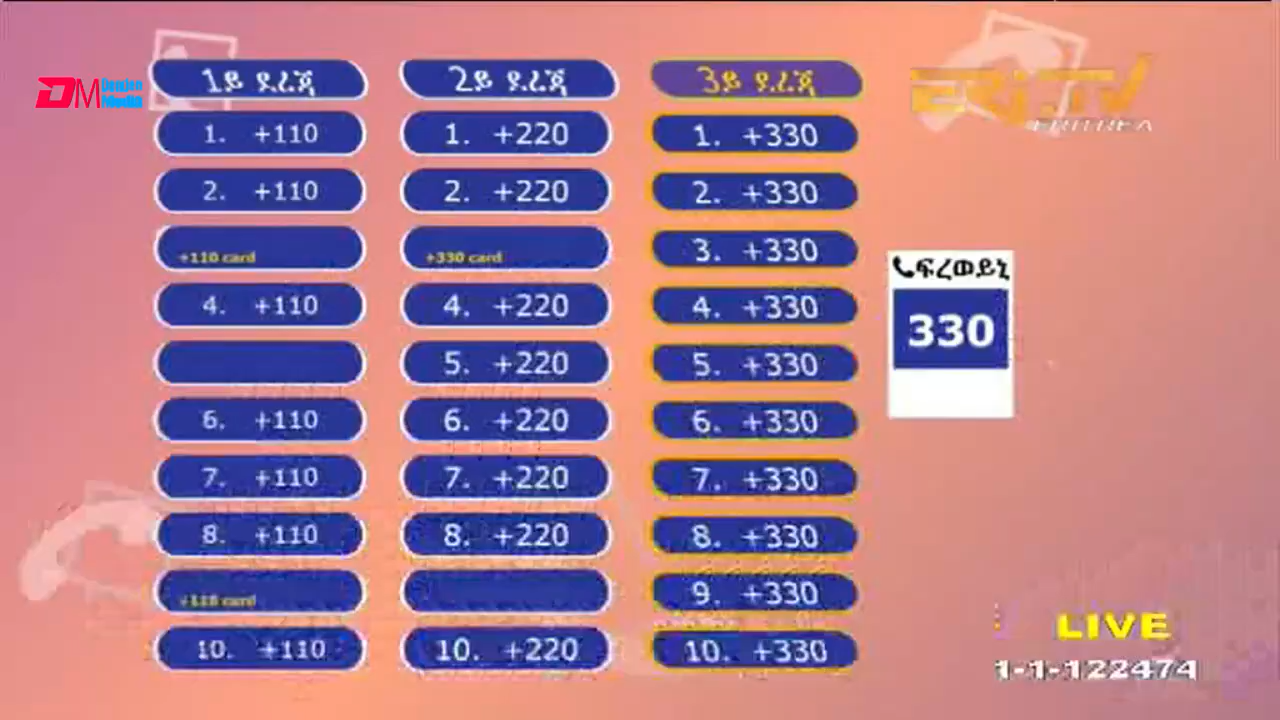 DM Denden Media
ERi-TV
ERITREA
1ይ ደረጃ
1. +110
2. +110
+110 card
4. +110
6. +110
7. +110
8. +110
+110 card
10. +110
2ይ ደረጃ
1. +220
2. +220
+330 card
4. +220
5. +220
6. +220
7. +220
8. +220
10. +220
3ይ ደረጃ
1. +330
2. +330
3. +330
4. +330
5. +330
6. +330
7. +330
8. +330
9. +330
10. +330
ፍረወይኒ
330
LIVE
1-1-122474